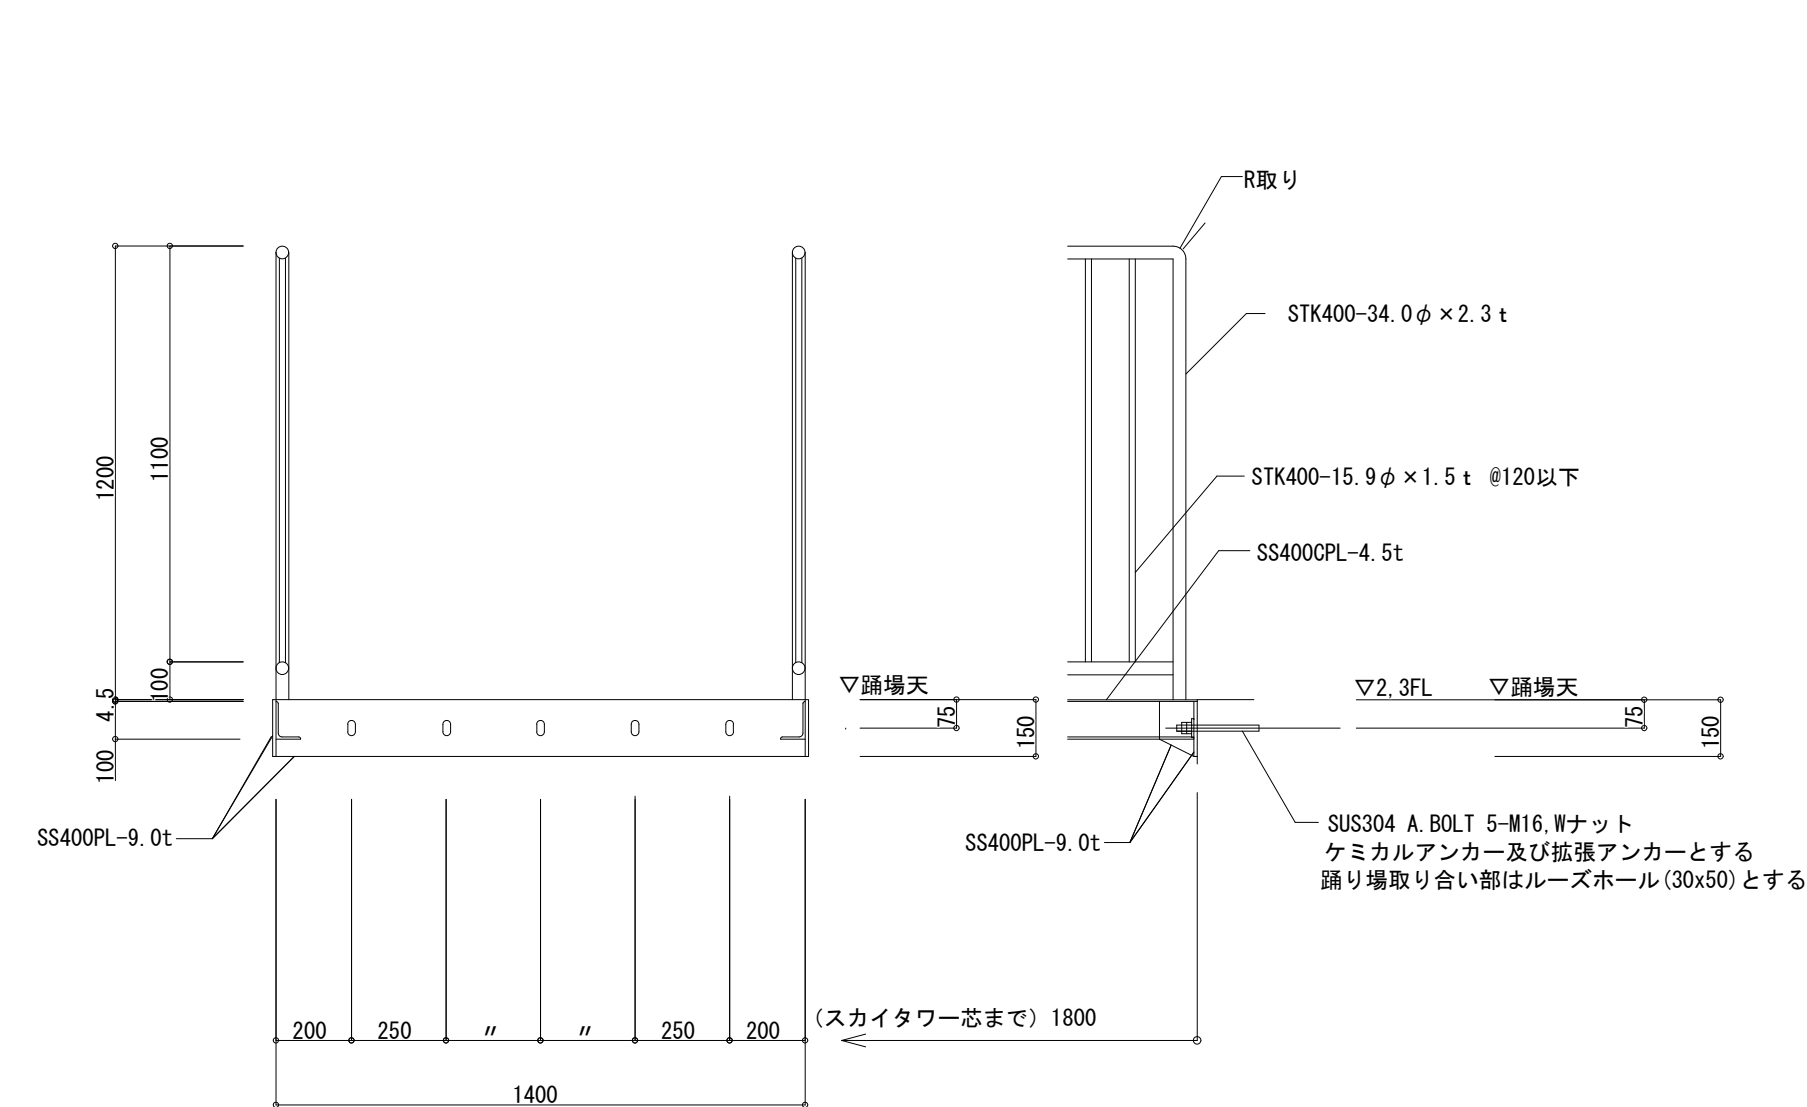 R取り
STK400-34.0φ×2.3t
1200
1100
STK400-15.9φ×1.5t @120以下
SS400CPL-4.5t
100
4.5
100
▽踊場天
75
150
▽2,3FL
▽踊場天
75
150
SS400PL-9.0t
SS400PL-9.0t
SUS304 A.BOLT 5-M16,Wナット
ケミカルアンカー及び拡張アンカーとする
踊り場取り合い部はルーズホール(30x50)とする
200
250
〃
〃
250
200
(スカイタワー芯まで) 1800
1400